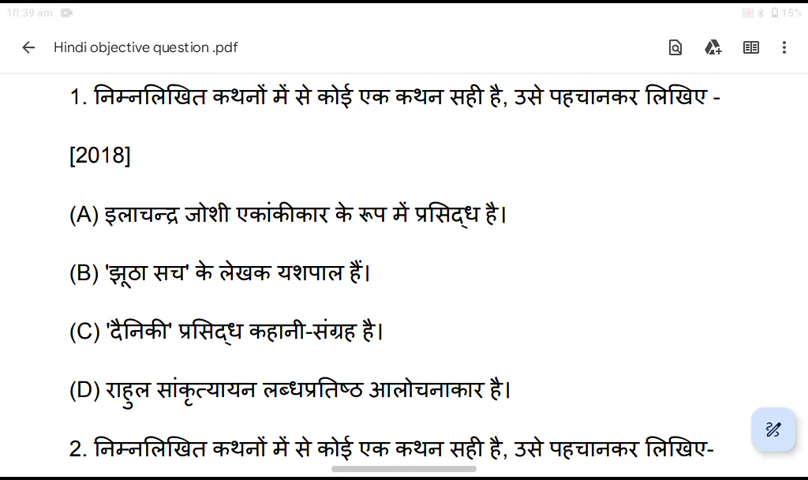 10:39 am
15%
Hindi objective question .pdf
1. निम्नलिखित कथनों में से कोई एक कथन सही है, उसे पहचानकर लिखिए -
[2018]
(A) इलाचन्द्र जोशी एकांकीकार के रूप में प्रसिद्ध है।
(B) 'झूठा सच' के लेखक यशपाल हैं।
(C) 'दैनिकी' प्रसिद्ध कहानी-संग्रह है।
(D) राहुल सांकृत्यायन लब्धप्रतिष्ठ आलोचनाकार है।
2. निम्नलिखित कथनों में से कोई एक कथन सही है, उसे पहचानकर लिखिए-